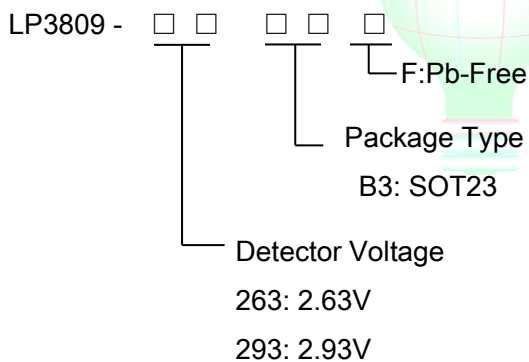 LP3809 - □ □ □ □ □
F:Pb-Free
Package Type
B3: SOT23
Detector Voltage
263: 2.63V
293: 2.93V